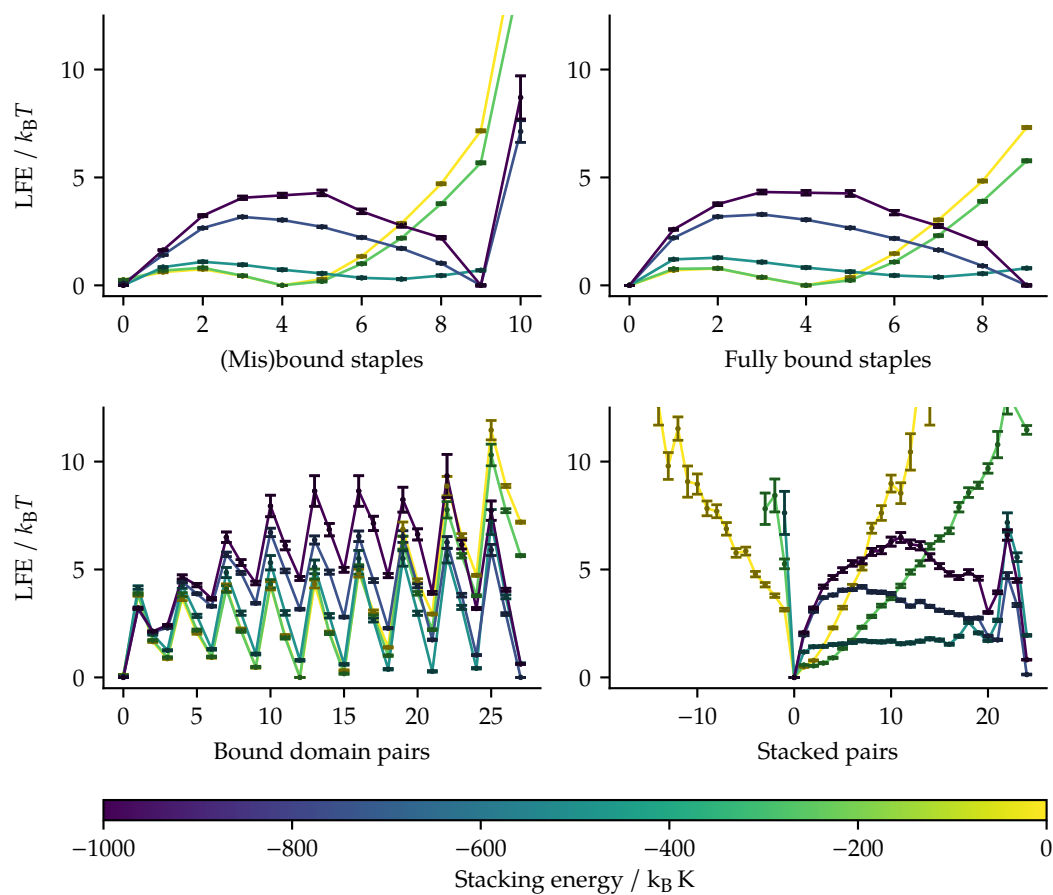 LFE / kBT
10
5
0
0 2 4 6 8 10
(Mis)bound staples
10
5
0
0 2 4 6 8
Fully bound staples
LFE / kBT
10
5
0
0 5 10 15 20 25
Bound domain pairs
10
5
0
−10 0 10 20
Stacked pairs
−1000 −800 −600 −400 −200 0
Stacking energy / kB K